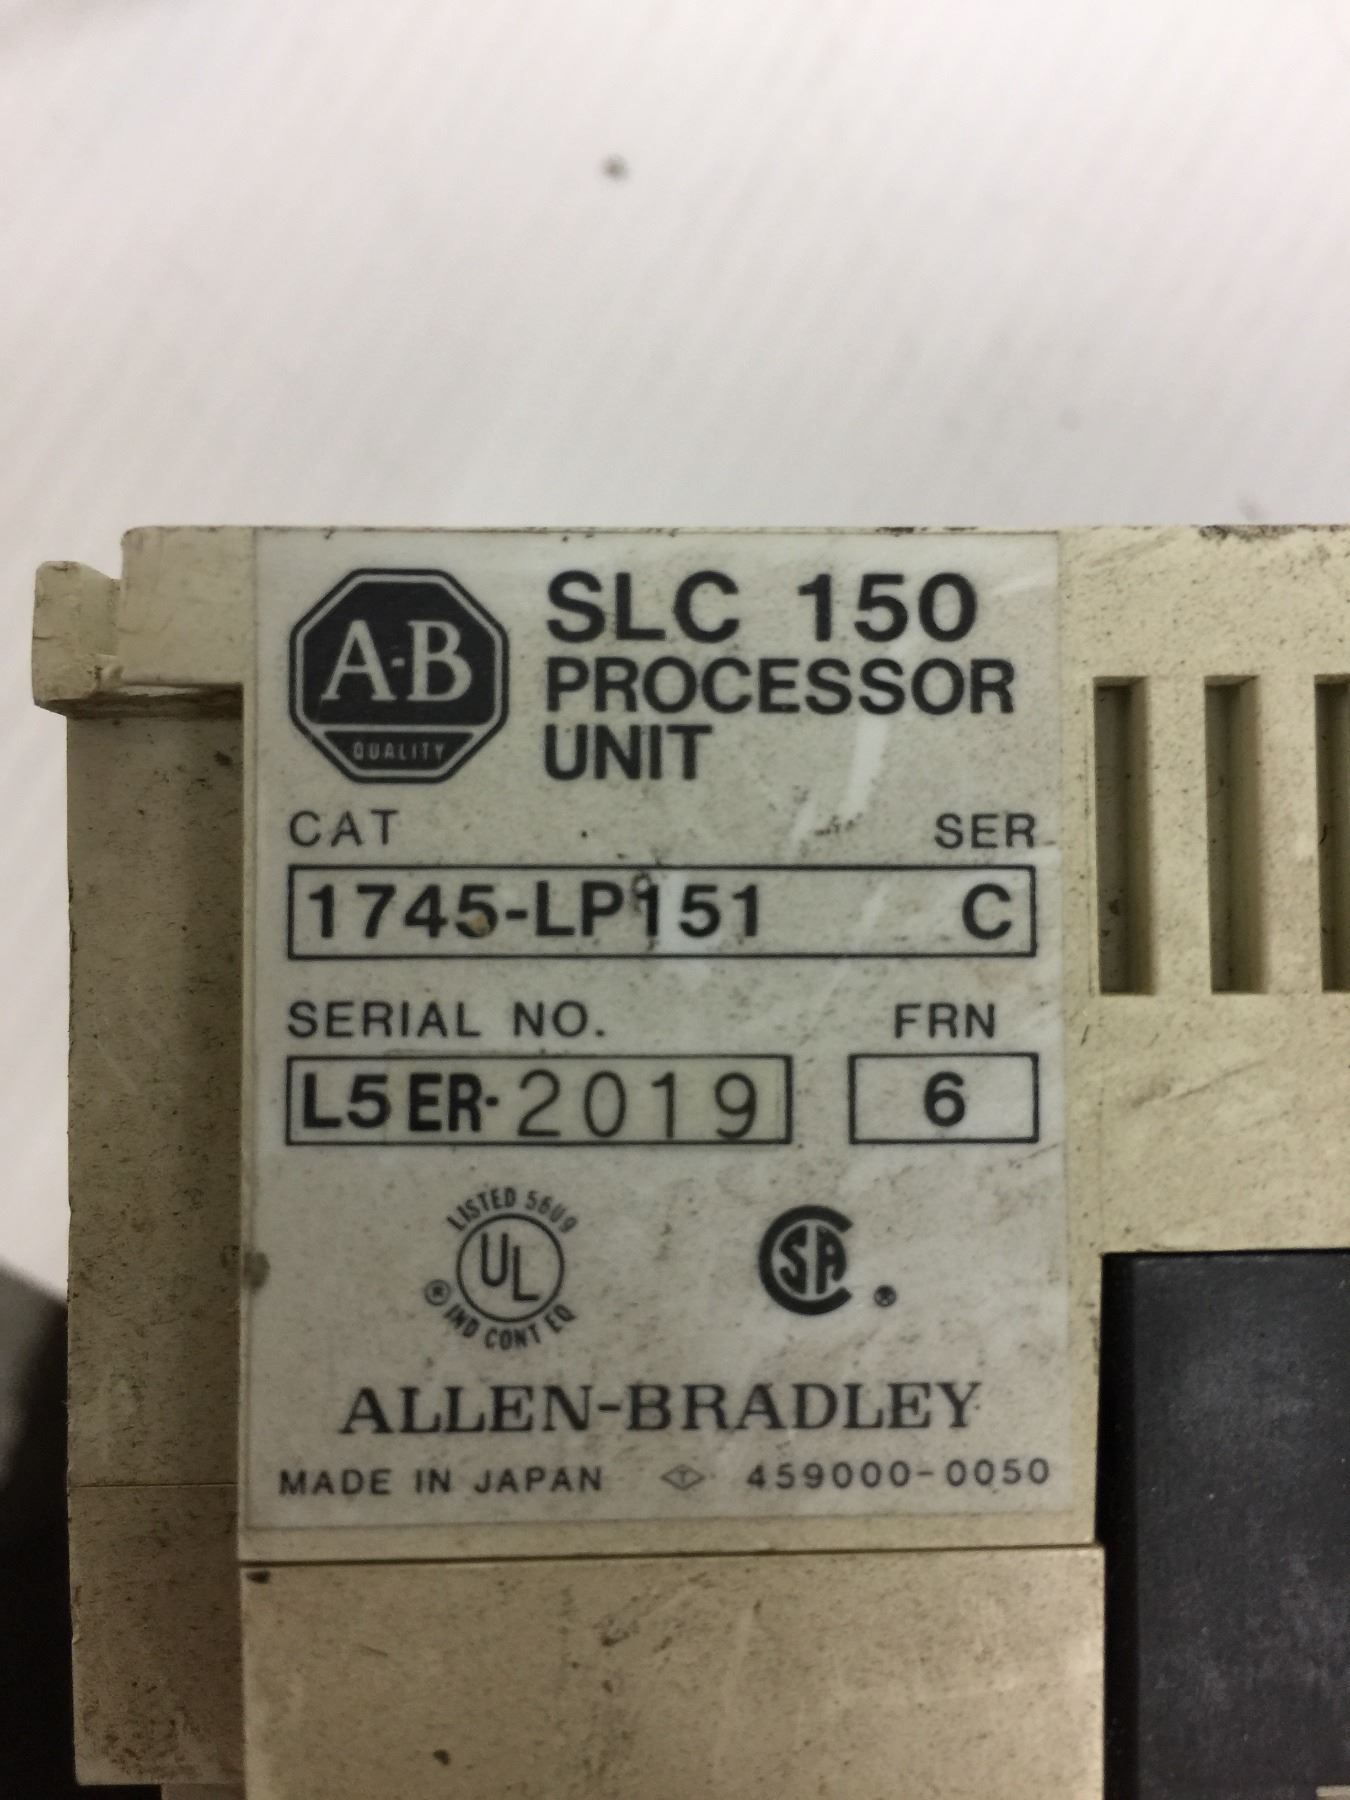 A-B
QUALITY
SLC 150
PROCESSOR
UNIT
CAT SER
1745-LP151 C
SERIAL NO. FRN
L5ER-2019 6
LISTED 56U9
UL
® IND CONT EQ
SA ®
ALLEN-BRADLEY
MADE IN JAPAN T 459000-0050